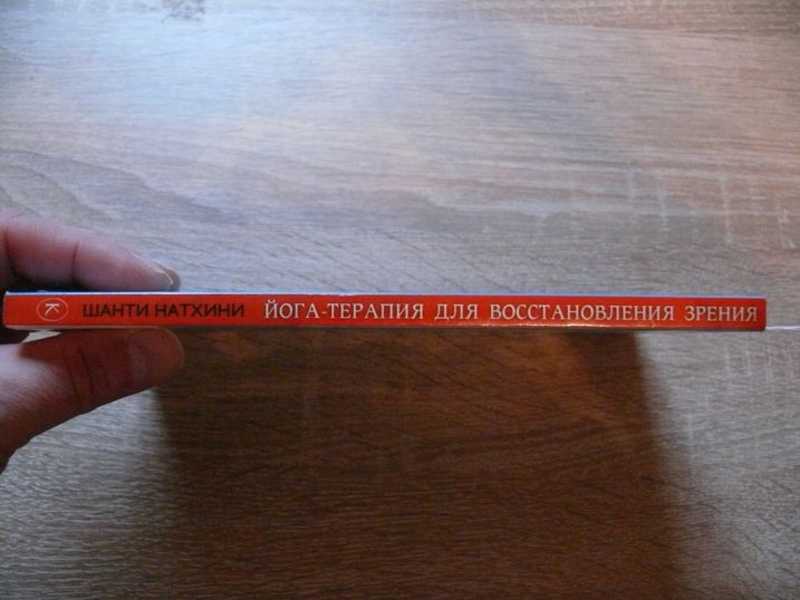 К ШАНТИ НАТХИНИ ЙОГА-ТЕРАПИЯ ДЛЯ ВОССТАНОВЛЕНИЯ ЗРЕНИЯ